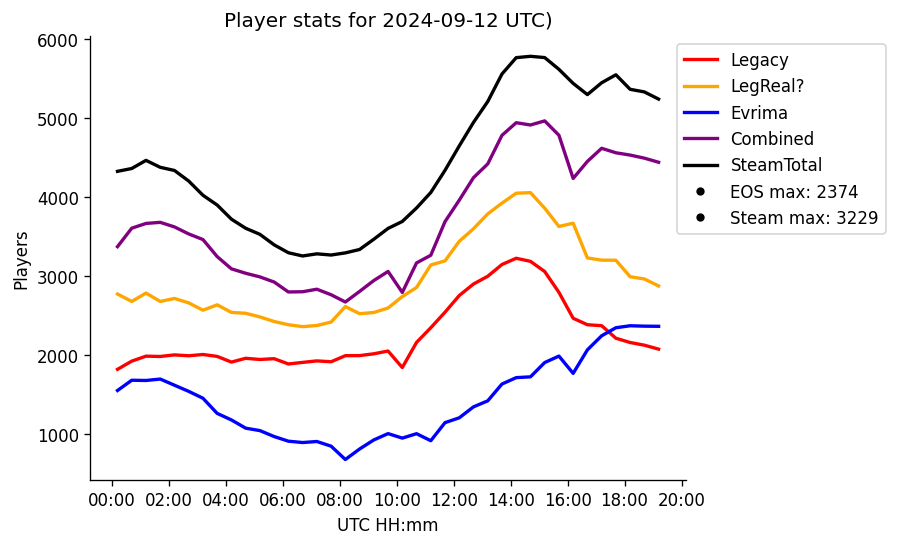 Player stats for 2024-09-12 UTC)
6000
5000
4000
3000
2000
1000
Players
00:00 02:00 04:00 06:00 08:00 10:00 12:00 14:00 16:00 18:00 20:00
UTC HH:mm
Legacy
LegReal?
Evrima
Combined
SteamTotal
EOS max: 2374
Steam max: 3229